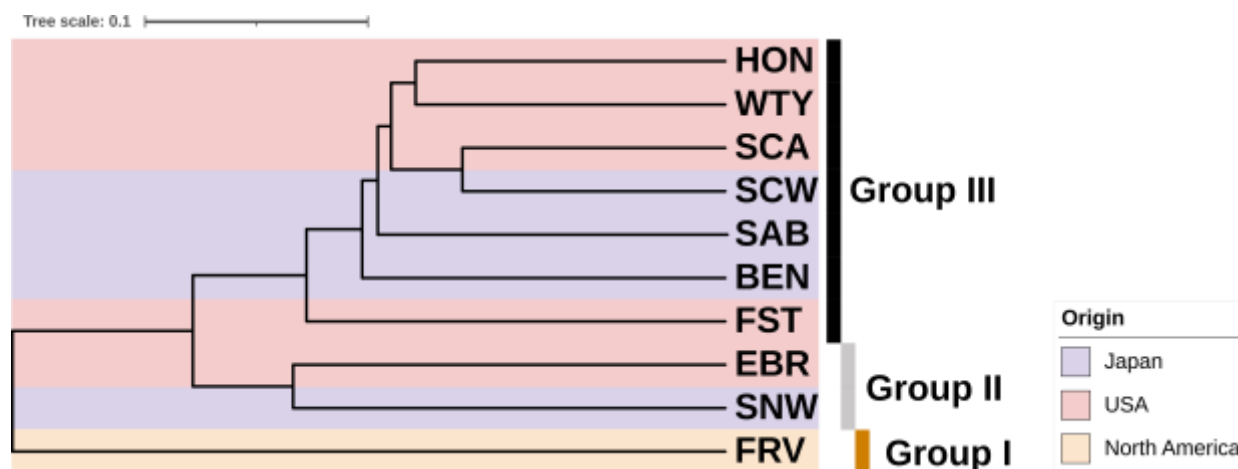 Tree scale: 0.1
HON
WTY
SCA
SCW
SAB
BEN
FST
EBR
SNW
FRV
Group III
Group II
Group I
Origin
Japan
USA
North America